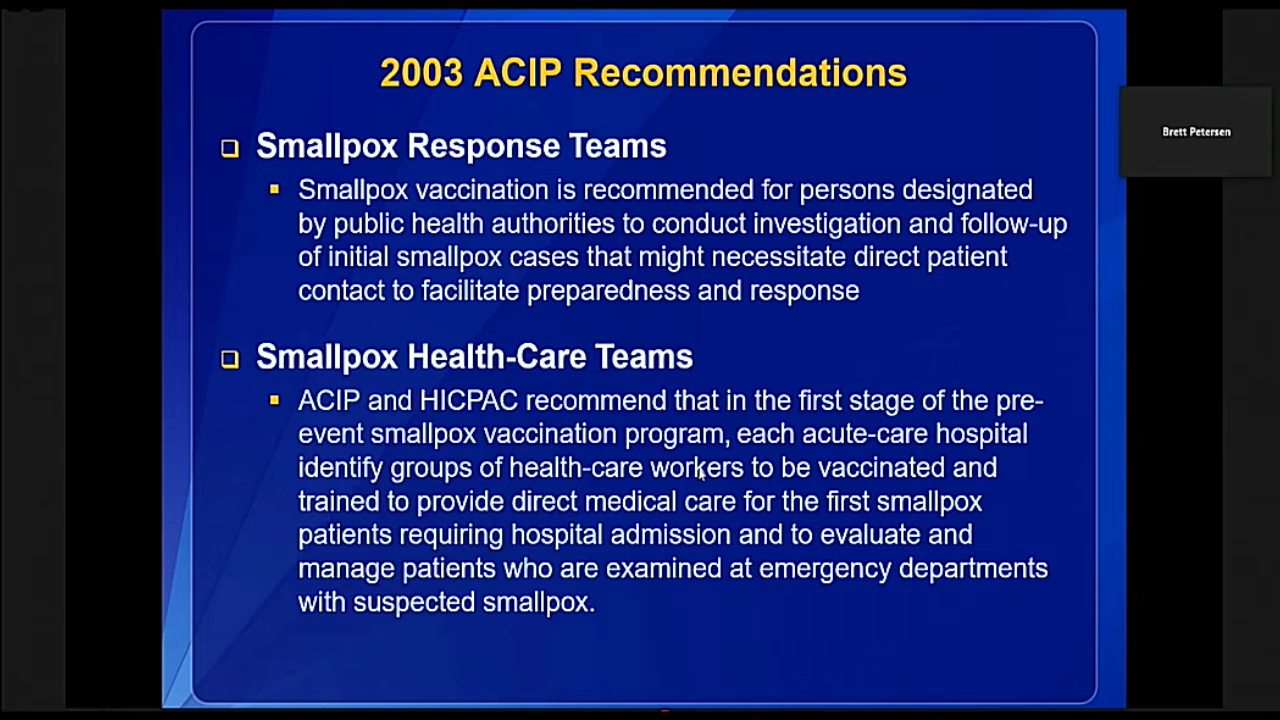 2003 ACIP Recommendations
Smallpox Response Teams
Smallpox vaccination is recommended for persons designated
by public health authorities to conduct investigation and follow-up
of initial smallpox cases that might necessitate direct patient
contact to facilitate preparedness and response
Smallpox Health-Care Teams
ACIP and HICPAC recommend that in the first stage of the pre-
event smallpox vaccination program, each acute-care hospital
identify groups of health-care workers to be vaccinated and
trained to provide direct medical care for the first smallpox
patients requiring hospital admission and to evaluate and
manage patients who are examined at emergency departments
with suspected smallpox.
Brett Petersen